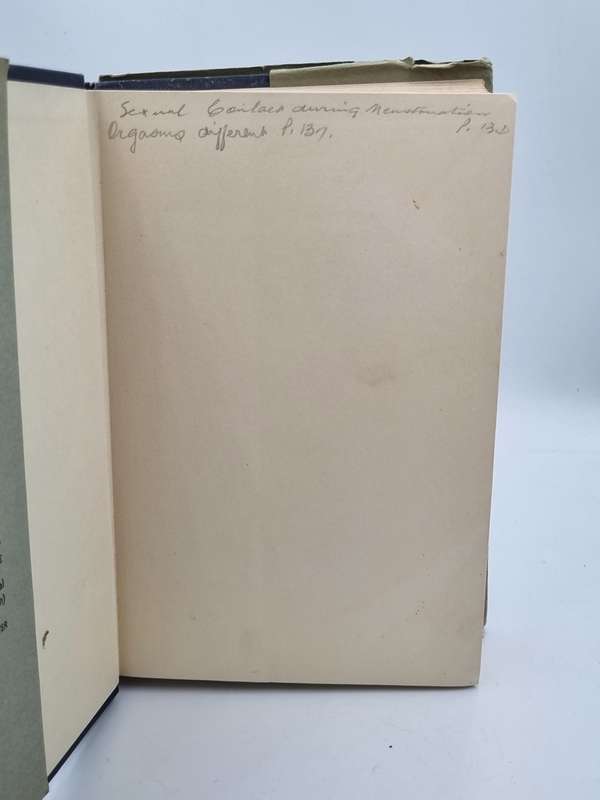 Sexual Contact during Menstruation
P. 132
Orgasms different P. 137.